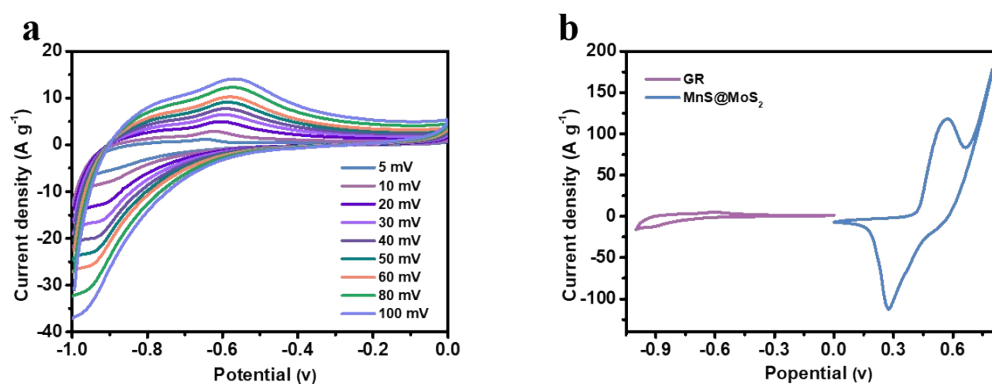 a
20
10
0
-10
-20
-30
-40
Current density (A g-1)
5 mV
10 mV
20 mV
30 mV
40 mV
50 mV
60 mV
80 mV
100 mV
-1.0 -0.8 -0.6 -0.4 -0.2 0.0
Potential (v)
b
200
150
100
50
0
-50
-100
Current density (A g-1)
GR
MnS@MoS2
-0.9 -0.6 0.0 0.3 0.6
Popential (v)